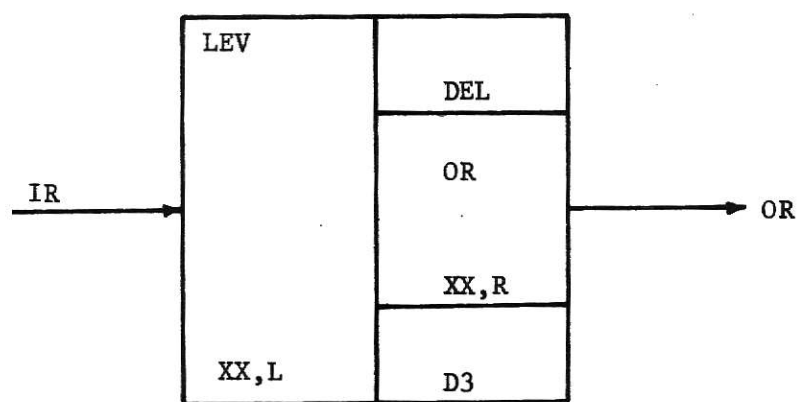 LEV
DEL
IR
OR
OR
XX,R
XX,L
D3